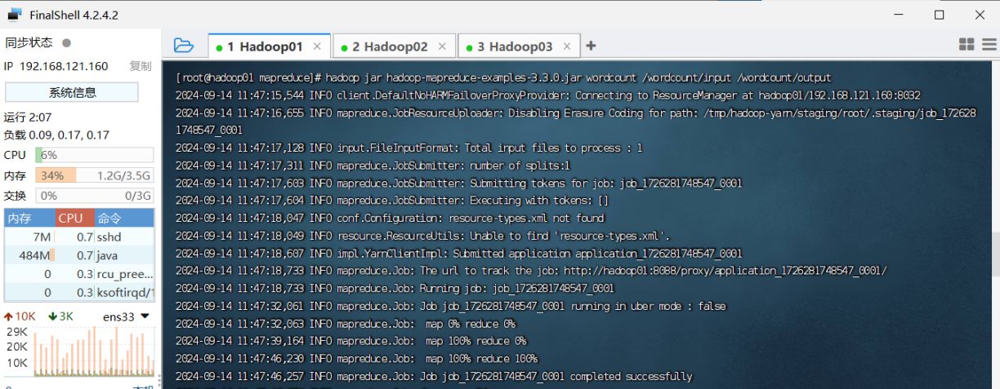 FinalShell 4.2.4.2
同步状态
IP 192.168.121.160 复制
系统信息
运行 2:07
负载 0.09, 0.17, 0.17
CPU 6%
内存 34% 1.2G/3.5G
交换 0% 0/3G
内存 CPU 命令
7M 0.7 sshd
484M 0.7 java
0 0.3 rcu_pree...
0 0.3 ksoftirqd/1
10K 3K ens33
29K
20K
10K
1 Hadoop01
2 Hadoop02
3 Hadoop03
[root@hadoop01 mapreduce]# hadoop jar hadoop-mapreduce-examples-3.3.0.jar wordcount /wordcount/input /wordcount/output
2024-09-14 11:47:15,544 INFO client.DefaultNoHARMFailoverProxyProvider: Connecting to ResourceManager at hadoop01/192.168.121.160:8032
2024-09-14 11:47:16,655 INFO mapreduce.JobResourceUploader: Disabling Erasure Coding for path: /tmp/hadoop-yarn/staging/root/.staging/job_172628
1748547_0001
2024-09-14 11:47:17,128 INFO input.FileInputFormat: Total input files to process : 1
2024-09-14 11:47:17,311 INFO mapreduce.JobSubmitter: number of splits:1
2024-09-14 11:47:17,603 INFO mapreduce.JobSubmitter: Submitting tokens for job: job_1726281748547_0001
2024-09-14 11:47:17,604 INFO mapreduce.JobSubmitter: Executing with tokens: []
2024-09-14 11:47:18,047 INFO conf.Configuration: resource-types.xml not found
2024-09-14 11:47:18,049 INFO resource.ResourceUtils: Unable to find 'resource-types.xml'.
2024-09-14 11:47:18,607 INFO impl.YarnClientImpl: Submitted application application_1726281748547_0001
2024-09-14 11:47:18,733 INFO mapreduce.Job: The url to track the job: http://hadoop01:8088/proxy/application_1726281748547_0001/
2024-09-14 11:47:18,733 INFO mapreduce.Job: Running job: job_1726281748547_0001
2024-09-14 11:47:32,061 INFO mapreduce.Job: Job job_1726281748547_0001 running in uber mode : false
2024-09-14 11:47:32,063 INFO mapreduce.Job:  map 0% reduce 0%
2024-09-14 11:47:39,164 INFO mapreduce.Job:  map 100% reduce 0%
2024-09-14 11:47:46,230 INFO mapreduce.Job:  map 100% reduce 100%
2024-09-14 11:47:46,257 INFO mapreduce.Job: Job job_1726281748547_0001 completed successfully